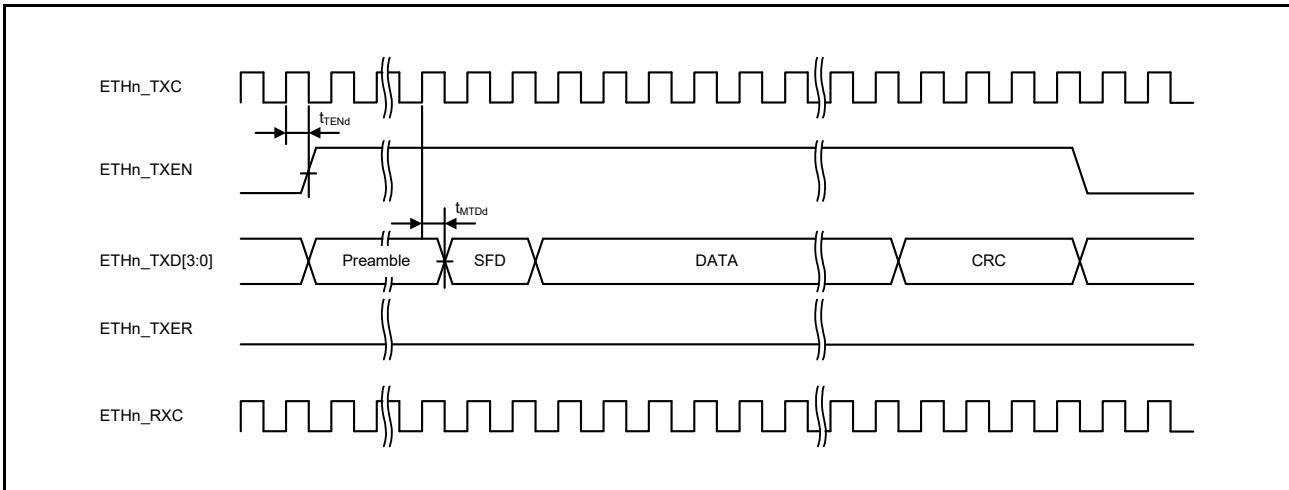 ETHn_TXC
tTENd
ETHn_TXEN
tMTDd
ETHn_TXD[3:0]
Preamble
SFD
DATA
CRC
ETHn_TXER
ETHn_RXC